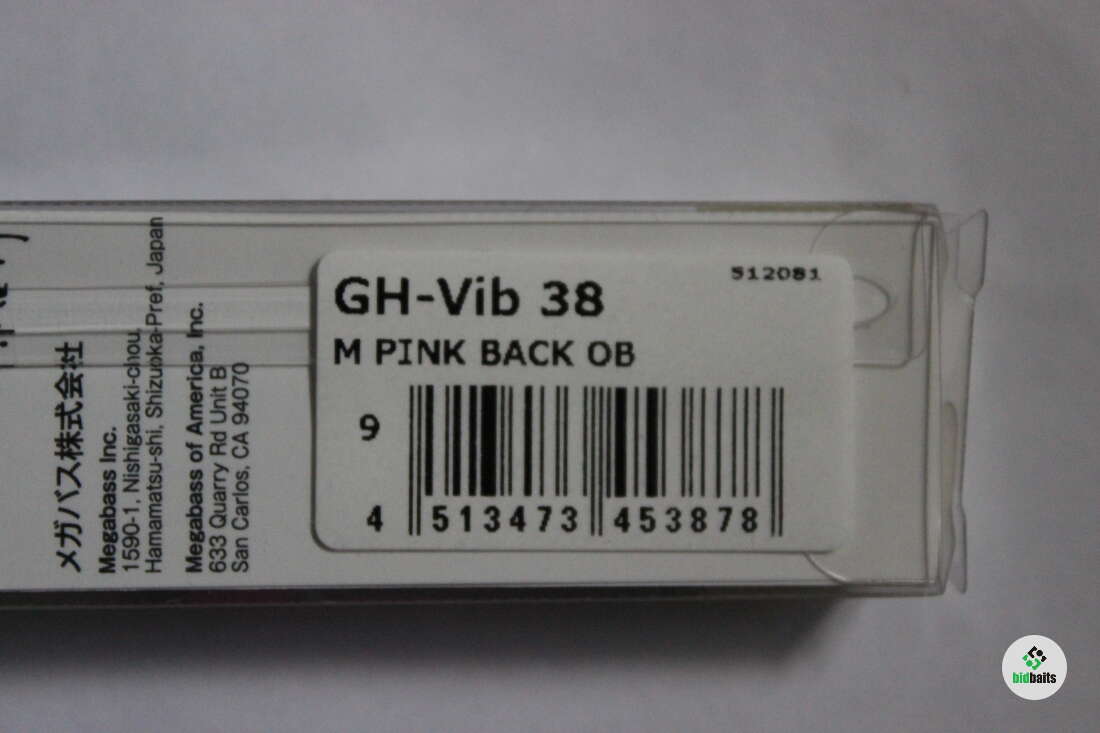 GH-Vib 38
512081
M PINK BACK OB
9
4 513473 453878
メガバス株式会社
Megabass Inc.
1590-1, Nishigasaki-chou,
Hamamatsu-shi, Shizuoka-Pref, Japan
Megabass of America, Inc.
633 Quarry Rd Unit B
San Carlos, CA 94070
bidbaits